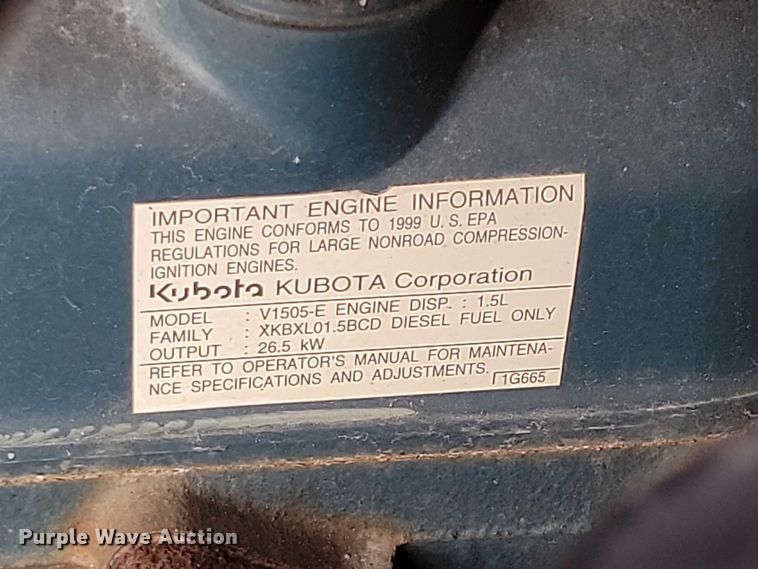 IMPORTANT ENGINE INFORMATION
THIS ENGINE CONFORMS TO 1999 U.S. EPA
REGULATIONS FOR LARGE NONROAD COMPRESSION-
IGNITION ENGINES.
Kubota KUBOTA Corporation
MODEL : V1505-E ENGINE DISP. : 1.5L
FAMILY : XKBXL01.5BCD DIESEL FUEL ONLY
OUTPUT : 26.5 kW
REFER TO OPERATOR'S MANUAL FOR MAINTENA-
NCE SPECIFICATIONS AND ADJUSTMENTS.
1G665
Purple Wave Auction